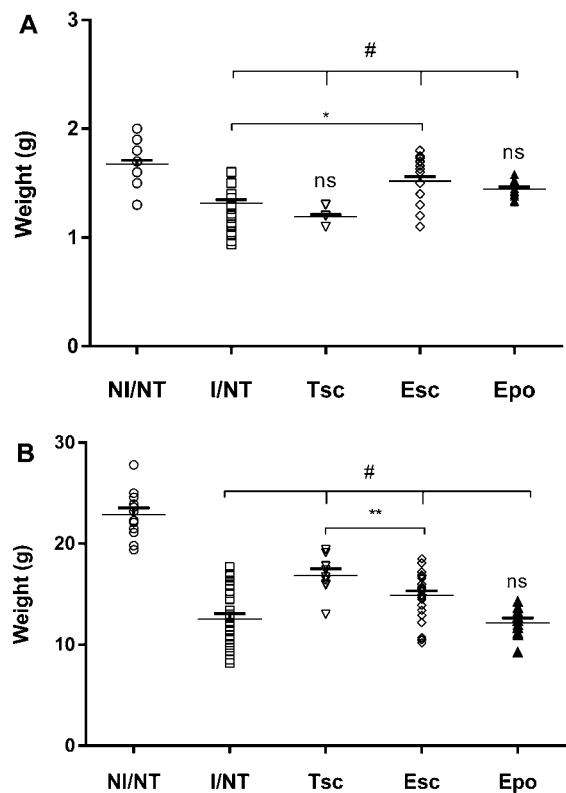 A
Weight (g)
3
2
1
0
#
*
ns
ns
NI/NT I/NT Tsc Esc Epo
B
Weight (g)
30
20
10
0
#
**
ns
NI/NT I/NT Tsc Esc Epo